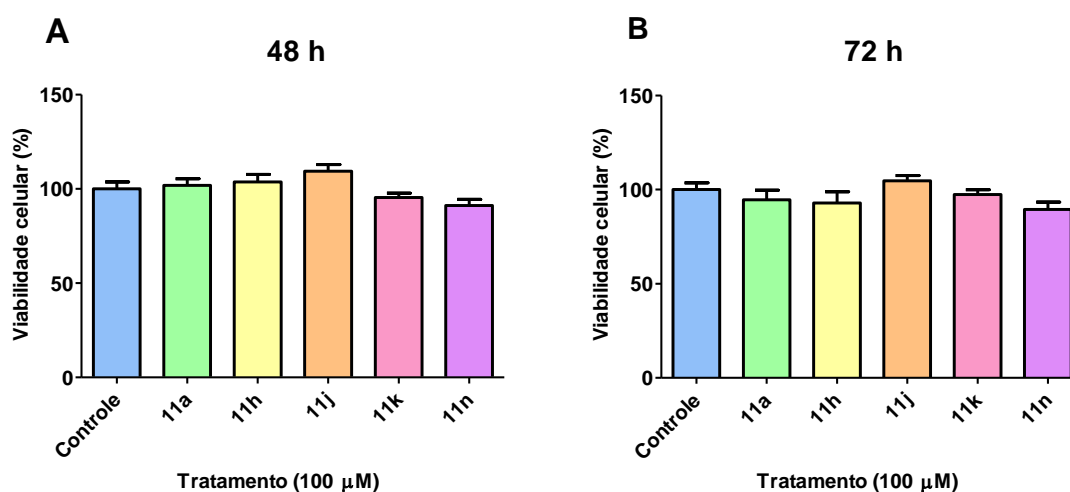 A
48 h
Viabilidade celular (%)
150
100
50
0
Controle
11a
11h
11j
11k
11n
Tratamento (100 µM)
B
72 h
Viabilidade celular (%)
150
100
50
0
Controle
11a
11h
11j
11k
11n
Tratamento (100 µM)